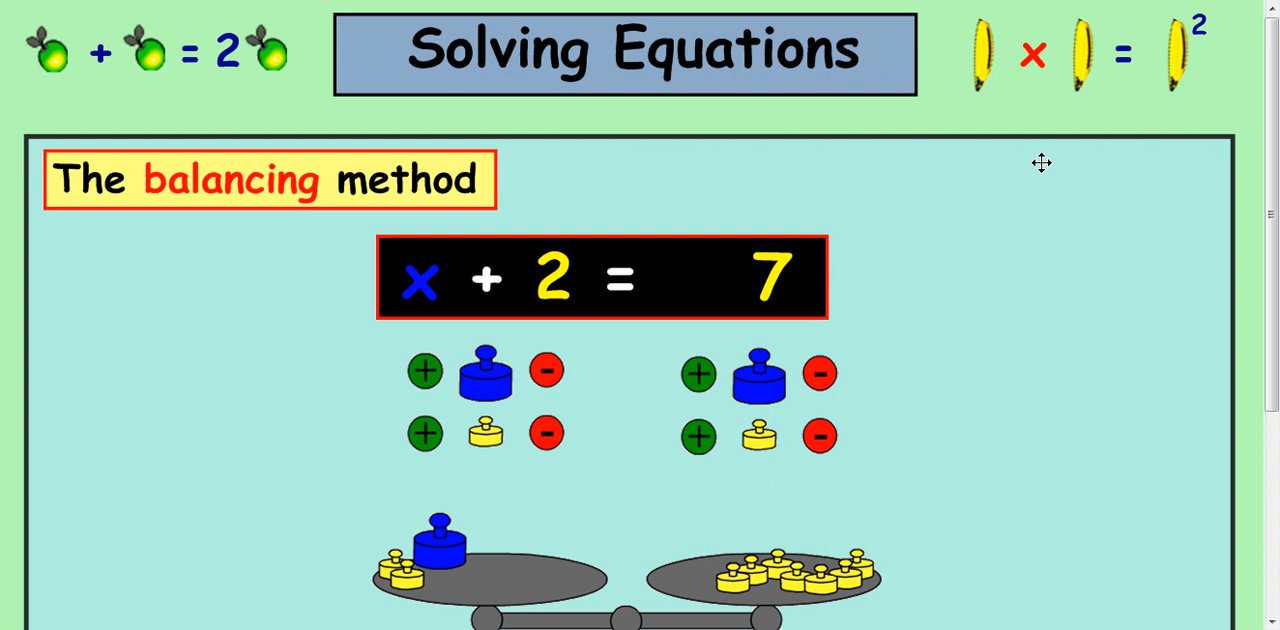 + = 2
Solving Equations
x = 2
The balancing method
x + 2 = 7
+ - + -
+ - + -